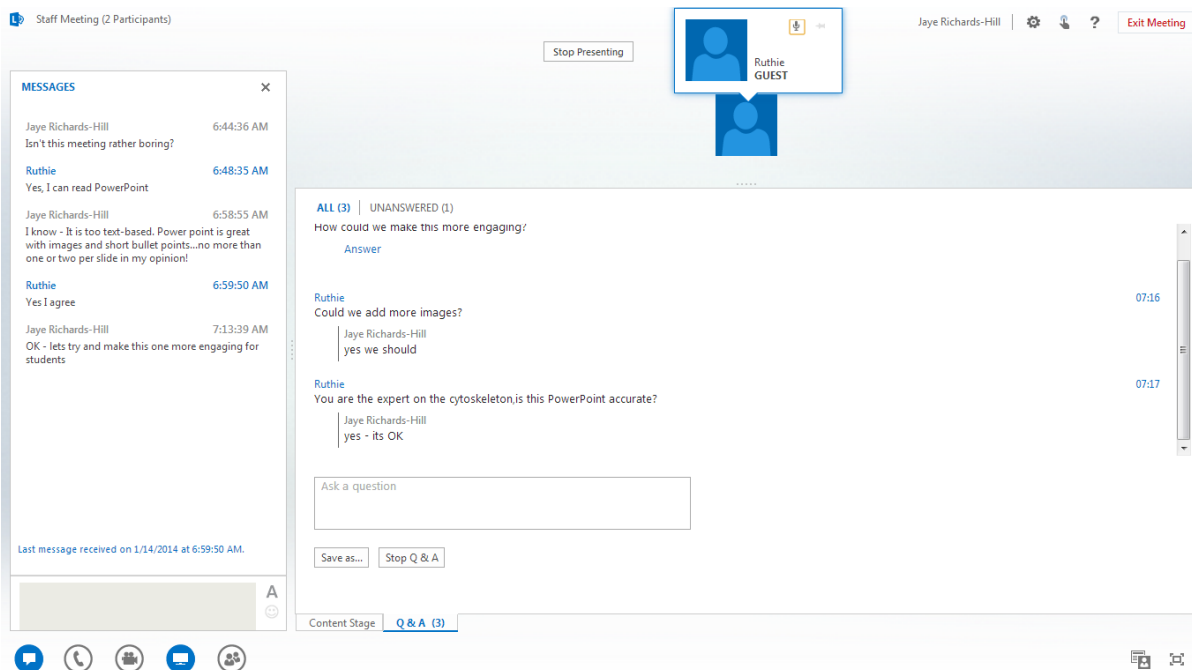 Staff Meeting (2 Participants)
Jaye Richards-Hill
?
Exit Meeting
Stop Presenting
Ruthie
GUEST
MESSAGES
Jaye Richards-Hill 6:44:36 AM
Isn't this meeting rather boring?
Ruthie 6:48:35 AM
Yes, I can read PowerPoint
Jaye Richards-Hill 6:58:55 AM
I know - It is too text-based. Power point is great
with images and short bullet points...no more than
one or two per slide in my opinion!
Ruthie 6:59:50 AM
Yes I agree
Jaye Richards-Hill 7:13:39 AM
OK - lets try and make this one more engaging for
students
Last message received on 1/14/2014 at 6:59:50 AM.
A
ALL (3) UNANSWERED (1)
How could we make this more engaging?
Answer
Ruthie 07:16
Could we add more images?
Jaye Richards-Hill
yes we should
Ruthie 07:17
You are the expert on the cytoskeleton,is this PowerPoint accurate?
Jaye Richards-Hill
yes - its OK
Ask a question
Save as... Stop Q & A
Content Stage Q & A (3)